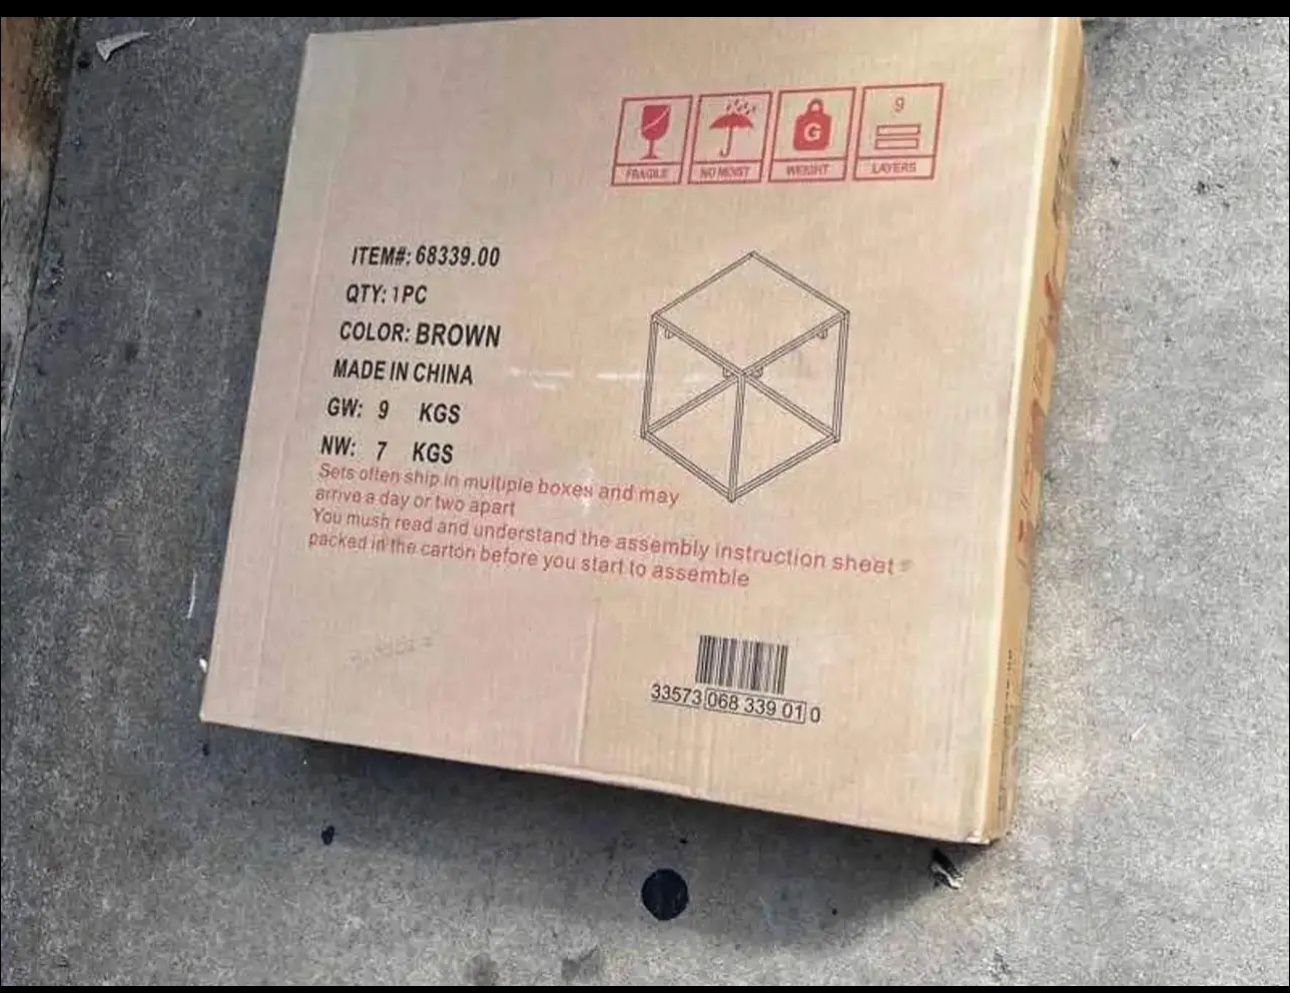 FRAGILE
NO MOIST
G
WEIGHT
9
LAYERS
ITEM#: 68339.00
QTY: 1PC
COLOR: BROWN
MADE IN CHINA
GW: 9 KGS
NW: 7 KGS
Sets often ship in multiple boxes and may
arrive a day or two apart
You mush read and understand the assembly instruction sheet
packed in the carton before you start to assemble
33573 068 339 01 0